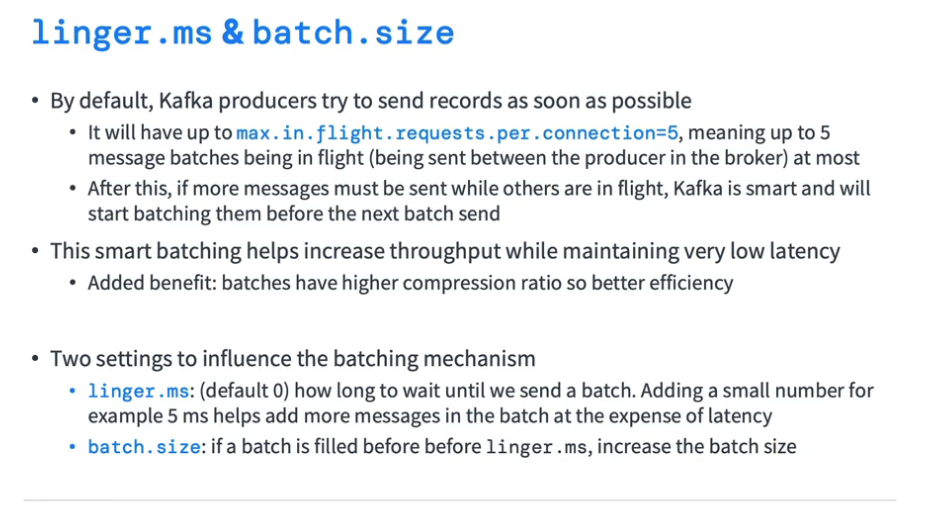 linger.ms & batch.size
• By default, Kafka producers try to send records as soon as possible
• It will have up to max.in.flight.requests.per.connection=5, meaning up to 5
message batches being in flight (being sent between the producer in the broker) at most
• After this, if more messages must be sent while others are in flight, Kafka is smart and will
start batching them before the next batch send
• This smart batching helps increase throughput while maintaining very low latency
• Added benefit: batches have higher compression ratio so better efficiency
• Two settings to influence the batching mechanism
• linger.ms: (default 0) how long to wait until we send a batch. Adding a small number for
example 5 ms helps add more messages in the batch at the expense of latency
• batch.size: if a batch is filled before before linger.ms, increase the batch size